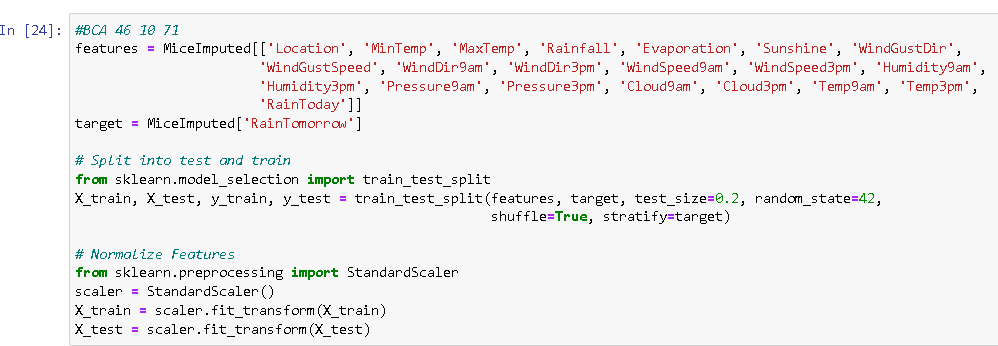 In [24]:
#BCA 46 10 71
features = MiceImputed[['Location', 'MinTemp', 'MaxTemp', 'Rainfall', 'Evaporation', 'Sunshine', 'WindGustDir',
'WindGustSpeed', 'WindDir9am', 'WindDir3pm', 'WindSpeed9am', 'WindSpeed3pm', 'Humidity9am',
'Humidity3pm', 'Pressure9am', 'Pressure3pm', 'Cloud9am', 'Cloud3pm', 'Temp9am', 'Temp3pm',
'RainToday']]
target = MiceImputed['RainTomorrow']
# Split into test and train
from sklearn.model_selection import train_test_split
X_train, X_test, y_train, y_test = train_test_split(features, target, test_size=0.2, random_state=42,
shuffle=True, stratify=target)
# Normalize Features
from sklearn.preprocessing import StandardScaler
scaler = StandardScaler()
X_train = scaler.fit_transform(X_train)
X_test = scaler.fit_transform(X_test)